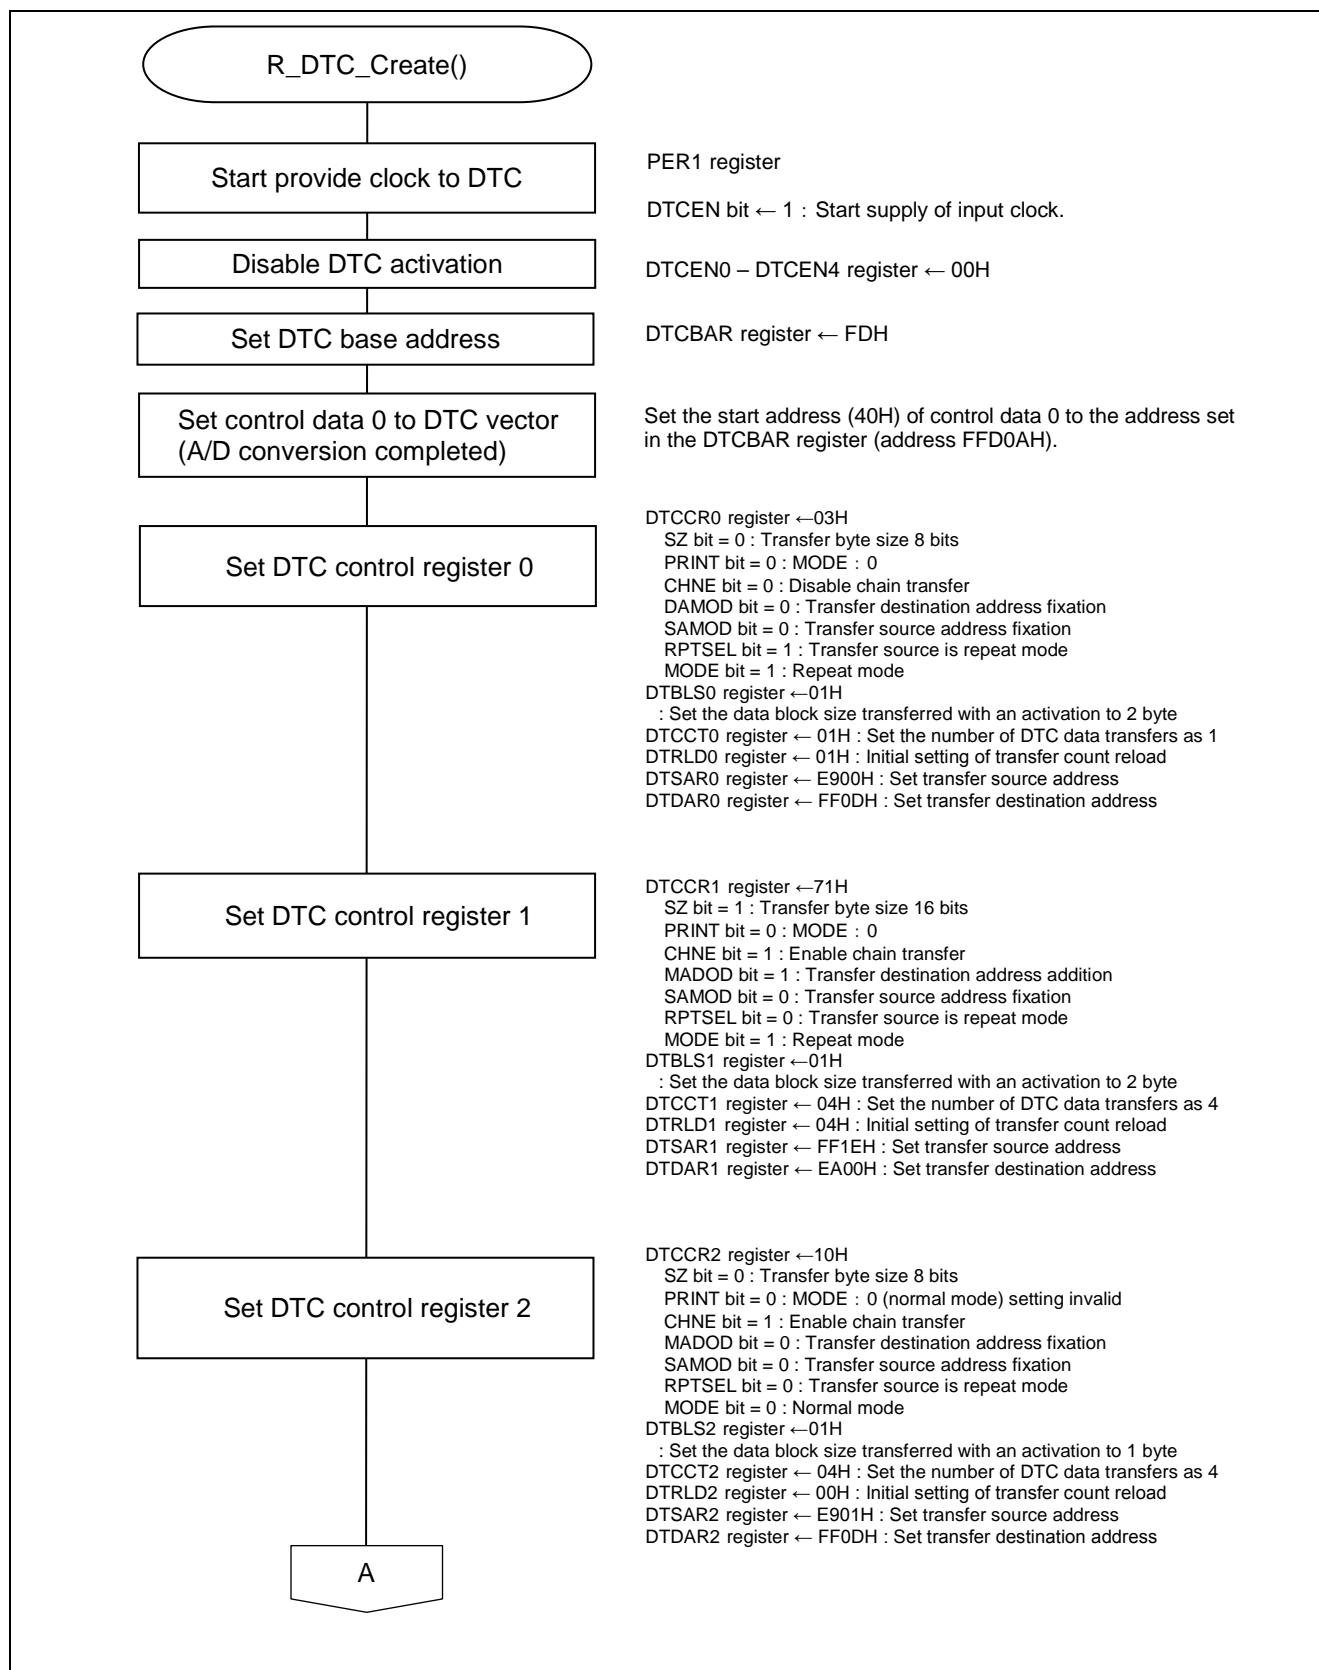 R_DTC_Create()
Start provide clock to DTC
PER1 register
DTCEN bit ← 1 : Start supply of input clock.
Disable DTC activation
DTCEN0 – DTCEN4 register ← 00H
Set DTC base address
DTCBAR register ← FDH
Set control data 0 to DTC vector
(A/D conversion completed)
Set the start address (40H) of control data 0 to the address set
in the DTCBAR register (address FFD0AH).
Set DTC control register 0
DTCCR0 register ←03H
SZ bit = 0 : Transfer byte size 8 bits
PRINT bit = 0 : MODE : 0
CHNE bit = 0 : Disable chain transfer
DAMOD bit = 0 : Transfer destination address fixation
SAMOD bit = 0 : Transfer source address fixation
RPTSEL bit = 1 : Transfer source is repeat mode
MODE bit = 1 : Repeat mode
DTBLS0 register ←01H
: Set the data block size transferred with an activation to 2 byte
DTCCT0 register ← 01H : Set the number of DTC data transfers as 1
DTRLD0 register ← 01H : Initial setting of transfer count reload
DTSAR0 register ← E900H : Set transfer source address
DTDAR0 register ← FF0DH : Set transfer destination address
Set DTC control register 1
DTCCR1 register ←71H
SZ bit = 1 : Transfer byte size 16 bits
PRINT bit = 0 : MODE : 0
CHNE bit = 1 : Enable chain transfer
MADOD bit = 1 : Transfer destination address addition
SAMOD bit = 0 : Transfer source address fixation
RPTSEL bit = 0 : Transfer source is repeat mode
MODE bit = 1 : Repeat mode
DTBLS1 register ←01H
: Set the data block size transferred with an activation to 2 byte
DTCCT1 register ← 04H : Set the number of DTC data transfers as 4
DTRLD1 register ← 04H : Initial setting of transfer count reload
DTSAR1 register ← FF1EH : Set transfer source address
DTDAR1 register ← EA00H : Set transfer destination address
Set DTC control register 2
DTCCR2 register ←10H
SZ bit = 0 : Transfer byte size 8 bits
PRINT bit = 0 : MODE : 0 (normal mode) setting invalid
CHNE bit = 1 : Enable chain transfer
MADOD bit = 0 : Transfer destination address fixation
SAMOD bit = 0 : Transfer source address fixation
RPTSEL bit = 0 : Transfer source is repeat mode
MODE bit = 0 : Normal mode
DTBLS2 register ←01H
: Set the data block size transferred with an activation to 1 byte
DTCCT2 register ← 04H : Set the number of DTC data transfers as 4
DTRLD2 register ← 00H : Initial setting of transfer count reload
DTSAR2 register ← E901H : Set transfer source address
DTDAR2 register ← FF0DH : Set transfer destination address
A